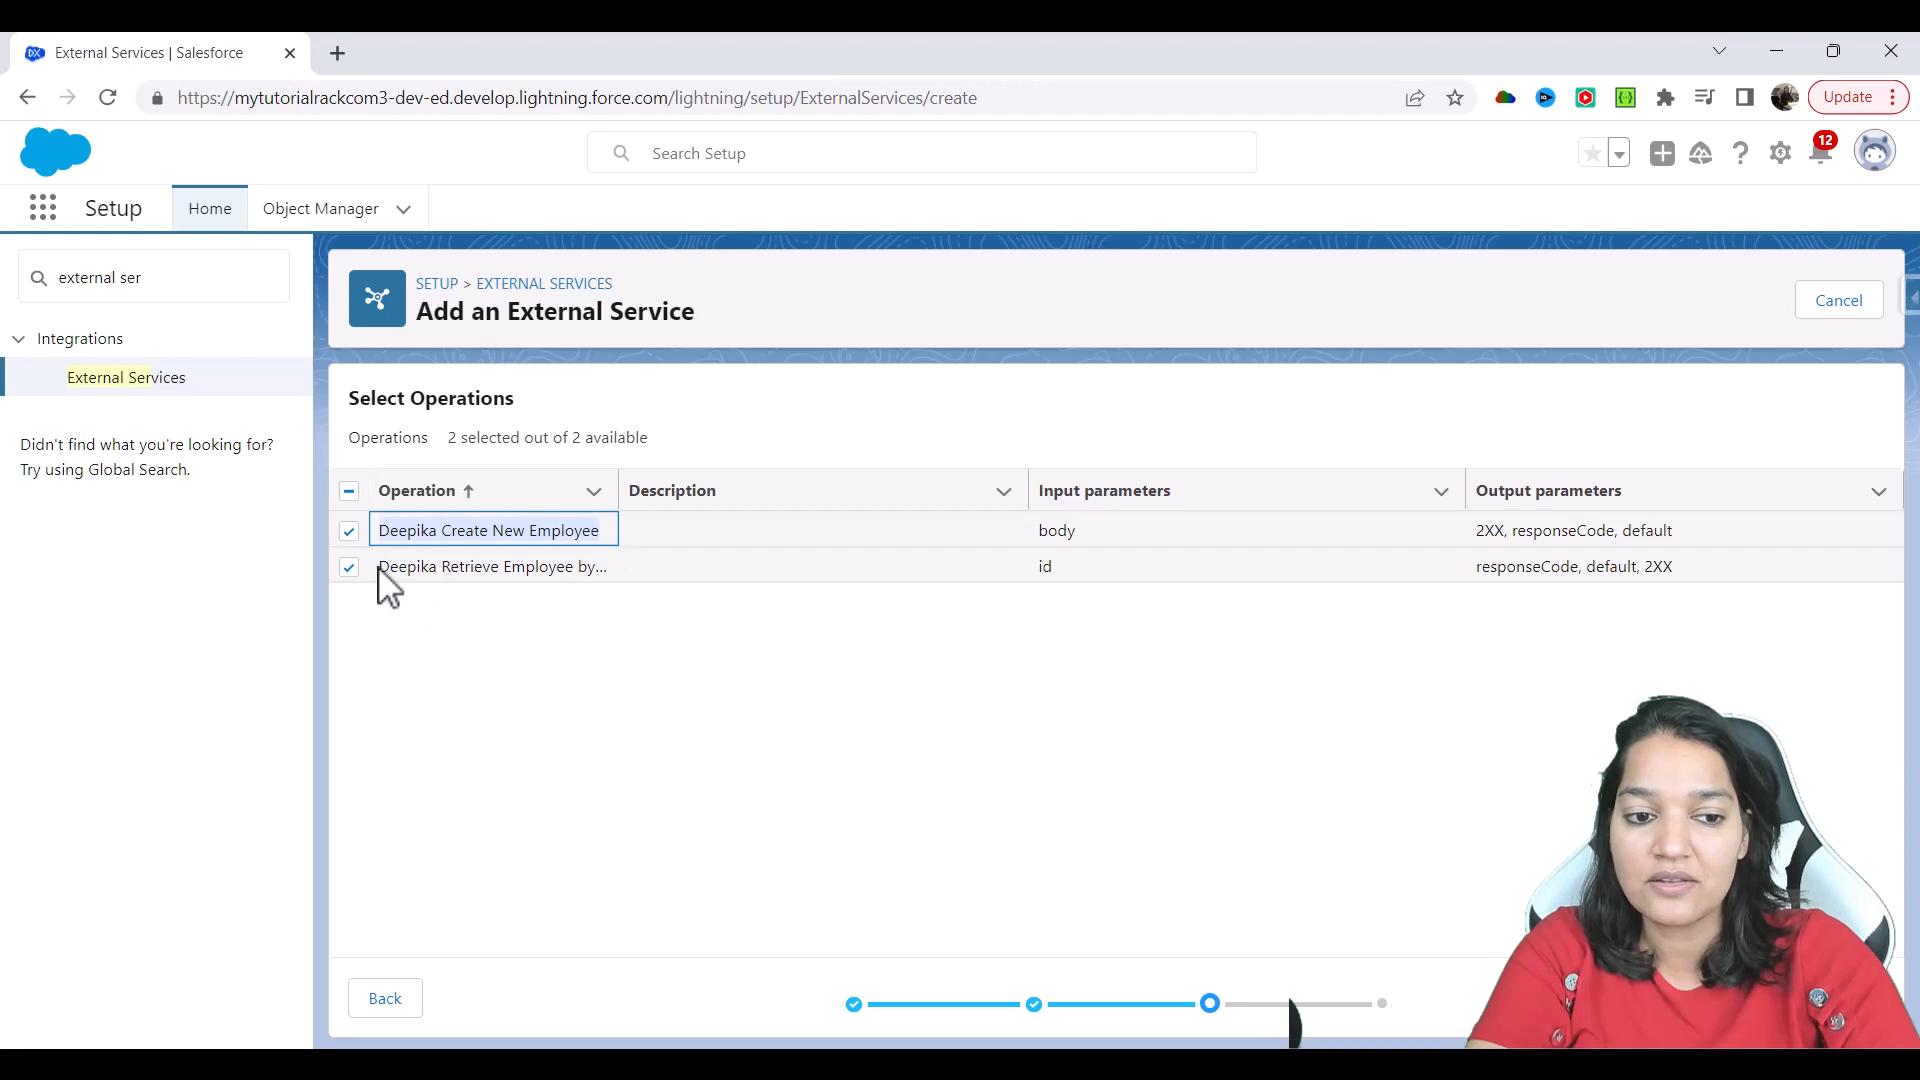 DX External Services | Salesforce
https://mytutorialrackcom3-dev-ed.develop.lightning.force.com/lightning/setup/ExternalServices/create
Update
Search Setup
12
Setup
Home
Object Manager
external ser
Integrations
External Services
Didn't find what you're looking for?
Try using Global Search.
SETUP > EXTERNAL SERVICES
Add an External Service
Cancel
Select Operations
Operations 2 selected out of 2 available
Operation Description Input parameters Output parameters
Deepika Create New Employee body 2XX, responseCode, default
Deepika Retrieve Employee by... id responseCode, default, 2XX
Back